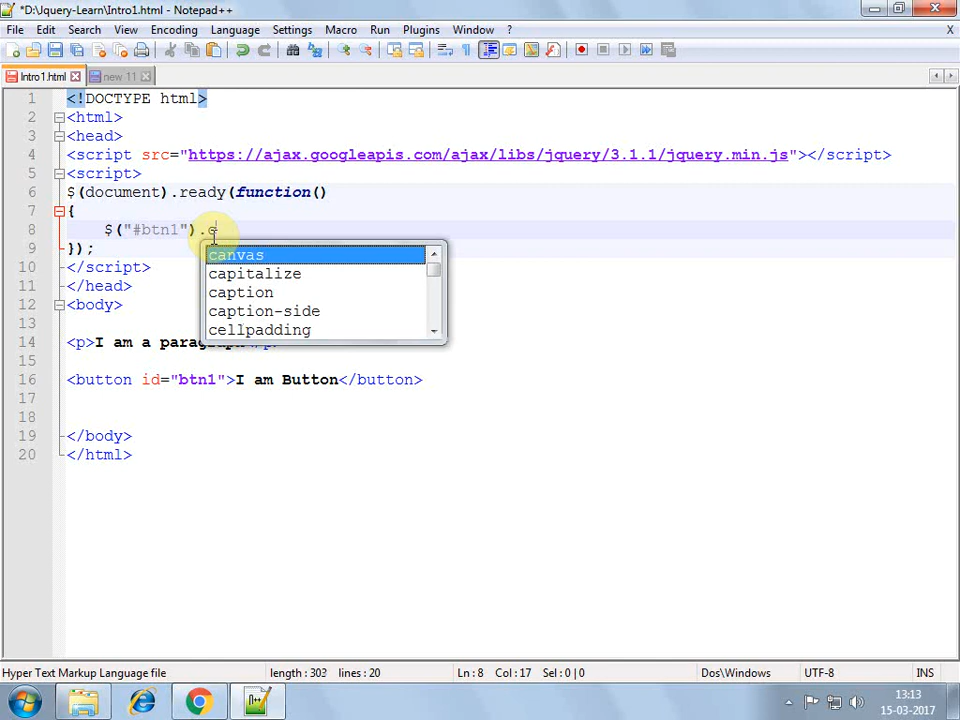 *D:\Jquery-Learn\Intro1.html - Notepad++
File Edit Search View Encoding Language Settings Macro Run Plugins Window ? X
Intro1.html new 11
1 <!DOCTYPE html>
2 <html>
3 <head>
4 <script src="https://ajax.googleapis.com/ajax/libs/jquery/3.1.1/jquery.min.js"></script>
5 <script>
6 $(document).ready(function()
7 {
8 $("#btn1").c
9 });
10 </script>
11 </head>
12 <body>
13
14 <p>I am a paragraph</p>
15
16 <button id="btn1">I am Button</button>
17
18
19 </body>
20 </html>
canvas
capitalize
caption
caption-side
cellpadding
Hyper Text Markup Language file length : 303 lines : 20 Ln : 8 Col : 17 Sel : 0 | 0 Dos\Windows UTF-8 INS
13:13
15-03-2017